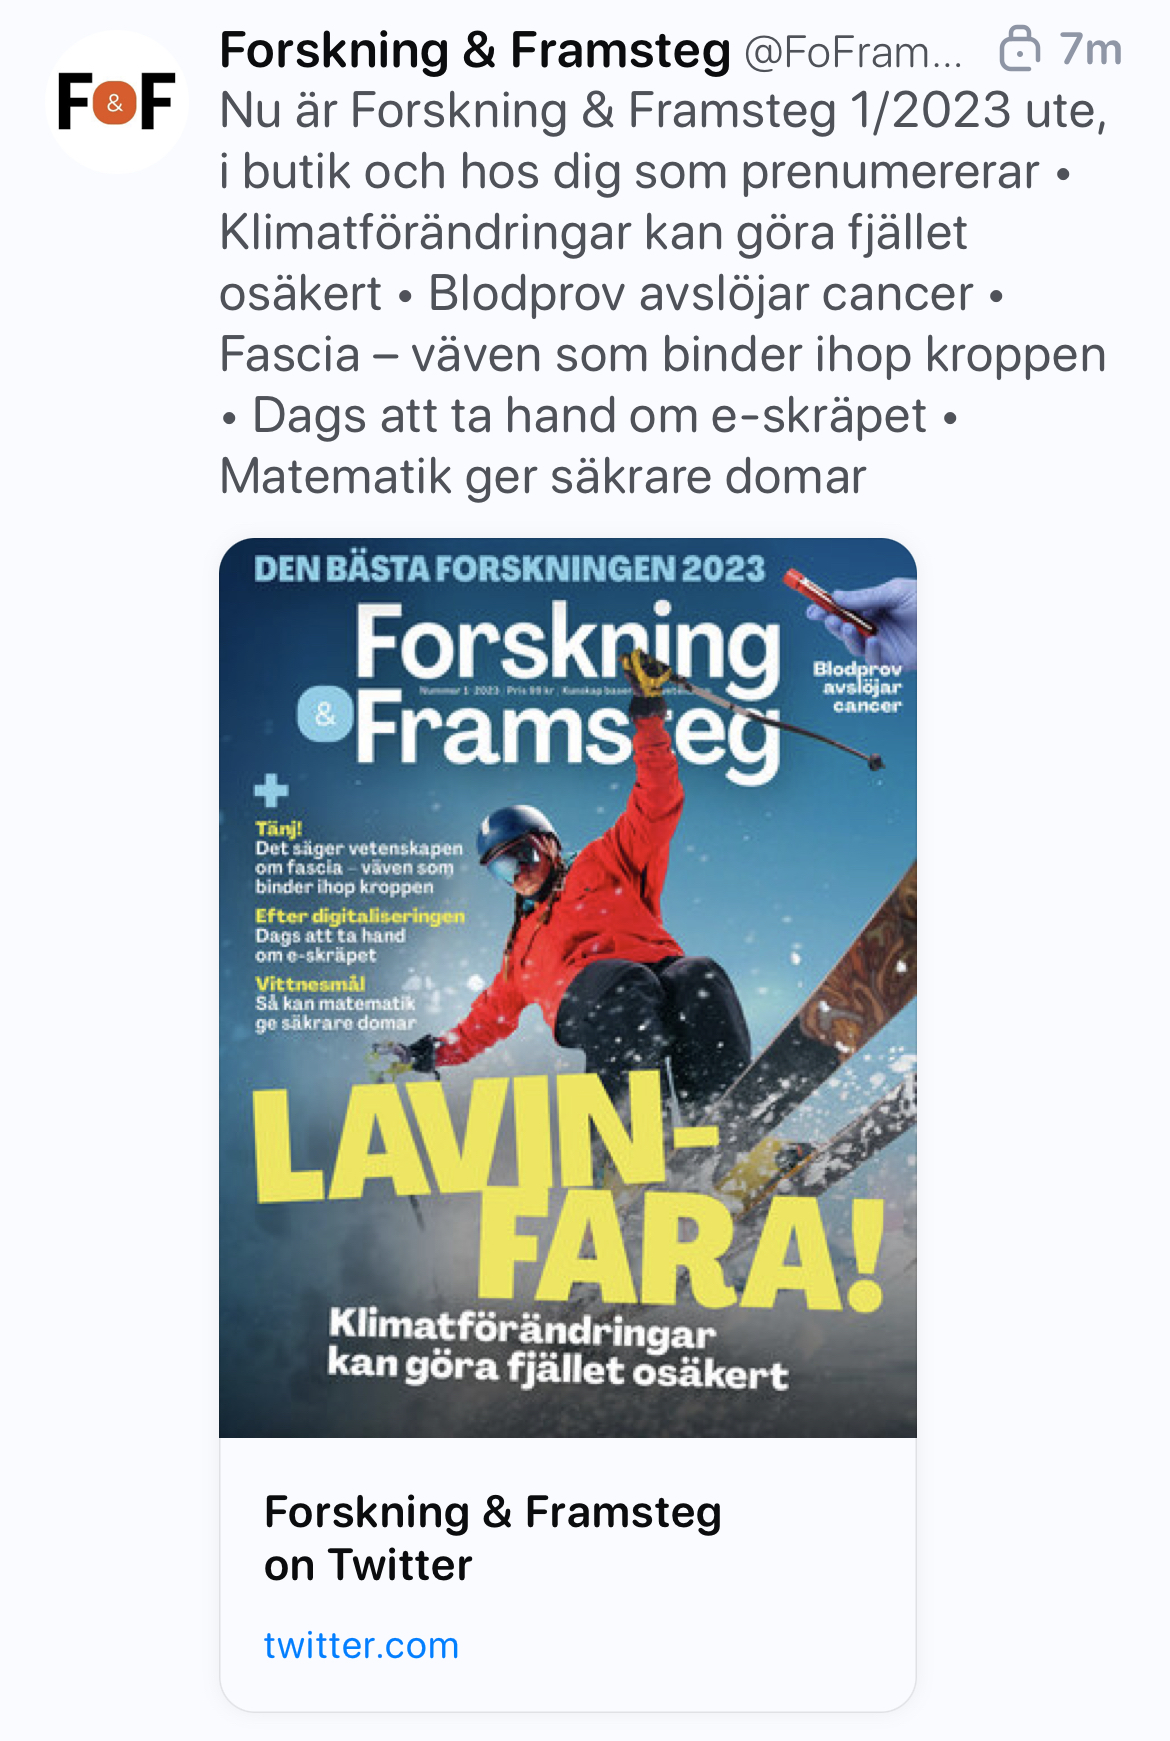 F&F
Forskning & Framsteg @FoFram... 7m
Nu är Forskning & Framsteg 1/2023 ute,
i butik och hos dig som prenumererar •
Klimatförändringar kan göra fjället
osäkert • Blodprov avslöjar cancer •
Fascia – väven som binder ihop kroppen
• Dags att ta hand om e-skräpet •
Matematik ger säkrare domar
DEN BÄSTA FORSKNINGEN 2023
Forskning
Nummer 1 2023 | Pris 99 kr | Kunskap
& Framsteg
Blodprov
avslöjar
cancer
Tänj!
Det säger vetenskapen
om fascia – väven som
binder ihop kroppen
Efter digitaliseringen
Dags att ta hand
om e-skräpet
Vittnesmål
Så kan matematik
ge säkrare domar
LAVIN-
FARA!
Klimatförändringar
kan göra fjället osäkert
Forskning & Framsteg
on Twitter
twitter.com